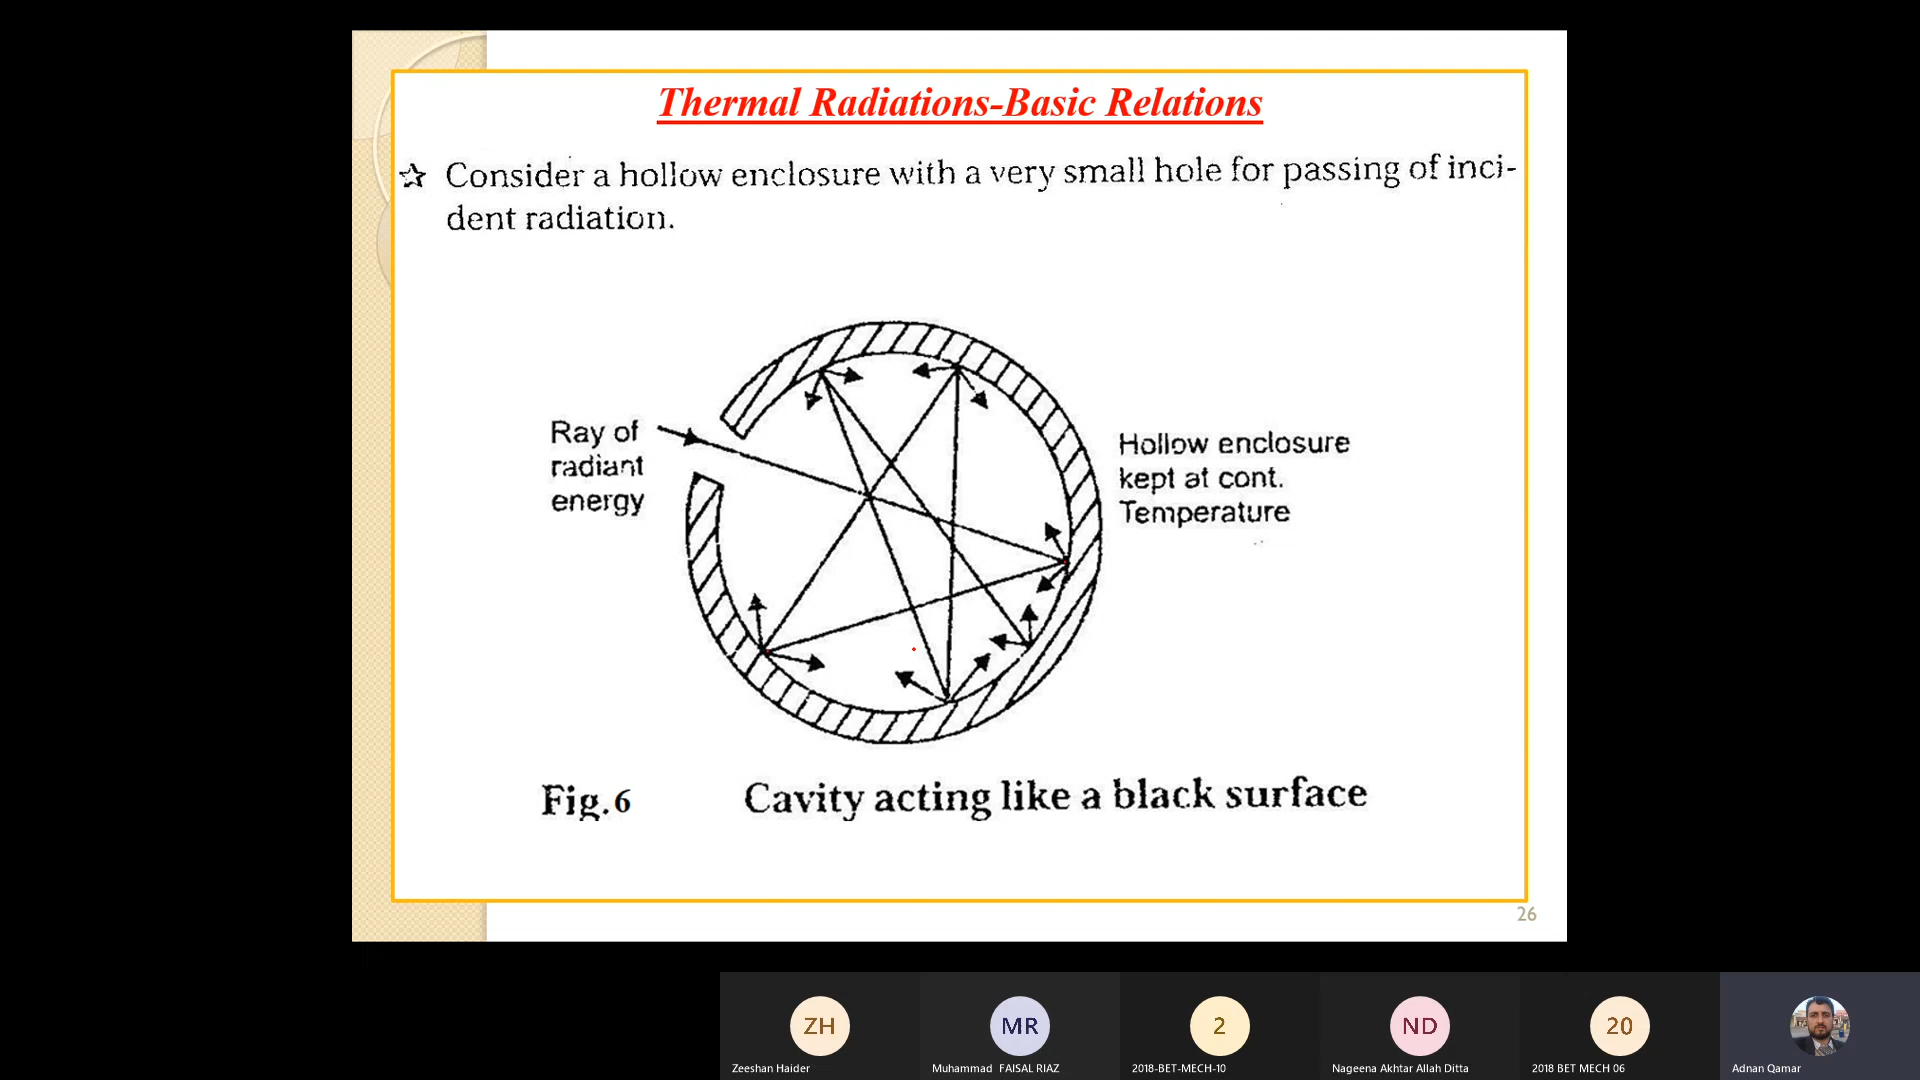 Thermal Radiations-Basic Relations
☆ Consider a hollow enclosure with a very small hole for passing of inci-
dent radiation.
Ray of
radiant
energy
Hollow enclosure
kept at cont.
Temperature
Fig.6 Cavity acting like a black surface
26
ZH
MR
2
ND
20
Zeeshan Haider
Muhammad FAISAL RIAZ
2018-BET-MECH-10
Nageena Akhtar Allah Ditta
2018 BET MECH 06
Adnan Qamar